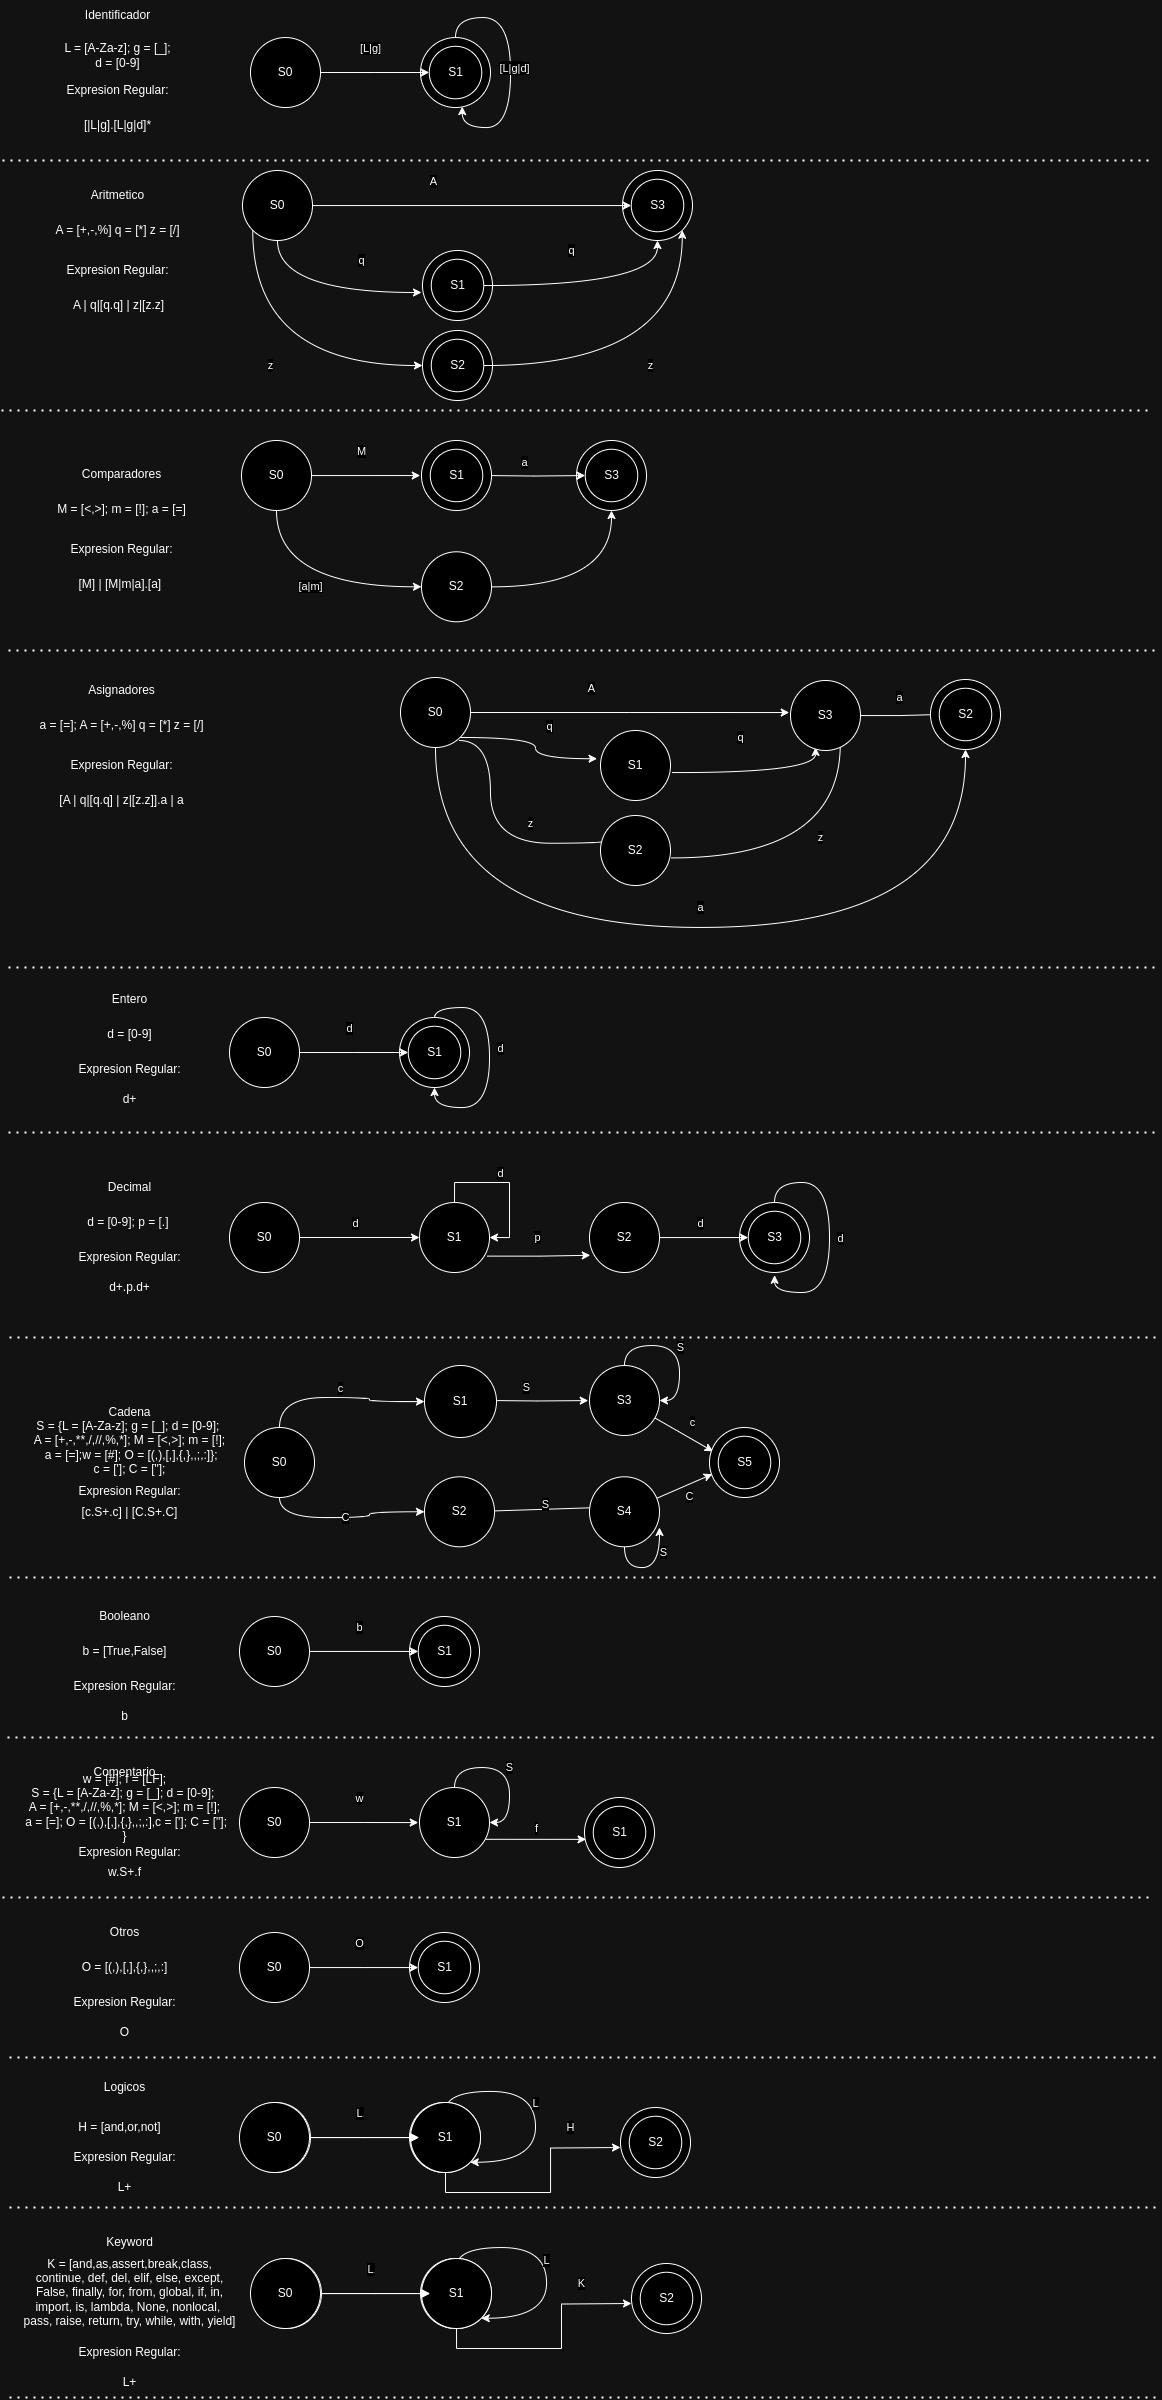 Identificador
L = [A-Za-z]; g = [_];
d = [0-9]
Expresion Regular:
[|L|g].[L|g|d]*
S0
[L|g]
S1
[L|g|d]
Aritmetico
A = [+,-,%] q = [*] z = [/]
Expresion Regular:
A | q|[q.q] | z|[z.z]
S0
A
S3
q
S1
q
z
S2
z
Comparadores
M = [<,>]; m = [!]; a = [=]
Expresion Regular:
[M] | [M|m|a].[a]
S0
M
S1
a
S3
[a|m]
S2
Asignadores
a = [=]; A = [+,-,%] q = [*] z = [/]
Expresion Regular:
[A | q|[q.q] | z|[z.z]].a | a
S0
A
S3
a
S2
q
S1
q
z
S2
z
a
Entero
d = [0-9]
Expresion Regular:
d+
S0
d
S1
d
Decimal
d = [0-9]; p = [.]
Expresion Regular:
d+.p.d+
S0
d
S1
d
p
S2
d
S3
d
Cadena
S = {L = [A-Za-z]; g = [_]; d = [0-9];
A = [+,-,**,/,//,%,*]; M = [<,>]; m = [!];
a = [=];w = [#]; O = [(,),[,],{,},,;,:]};
c = [']; C = ["];
Expresion Regular:
[c.S+.c] | [C.S+.C]
S0
c
S1
S
S3
S
c
S5
C
S2
S
S4
S
C
Booleano
b = [True,False]
Expresion Regular:
b
S0
b
S1
Comentario
w = [#]; f = [LF];
S = {L = [A-Za-z]; g = [_]; d = [0-9];
A = [+,-,**,/,//,%,*]; M = [<,>]; m = [!];
a = [=]; O = [(,),[,],{,},,;,:],c = [']; C = ["];
}
Expresion Regular:
w.S+.f
S0
w
S1
S
f
S1
Otros
O = [(,),[,],{,},,;,:]
Expresion Regular:
O
S0
O
S1
Logicos
H = [and,or,not]
Expresion Regular:
L+
S0
L
S1
L
H
S2
Keyword
K = [and,as,assert,break,class,
continue, def, del, elif, else, except,
False, finally, for, from, global, if, in,
import, is, lambda, None, nonlocal,
pass, raise, return, try, while, with, yield]
Expresion Regular:
L+
S0
L
S1
L
K
S2